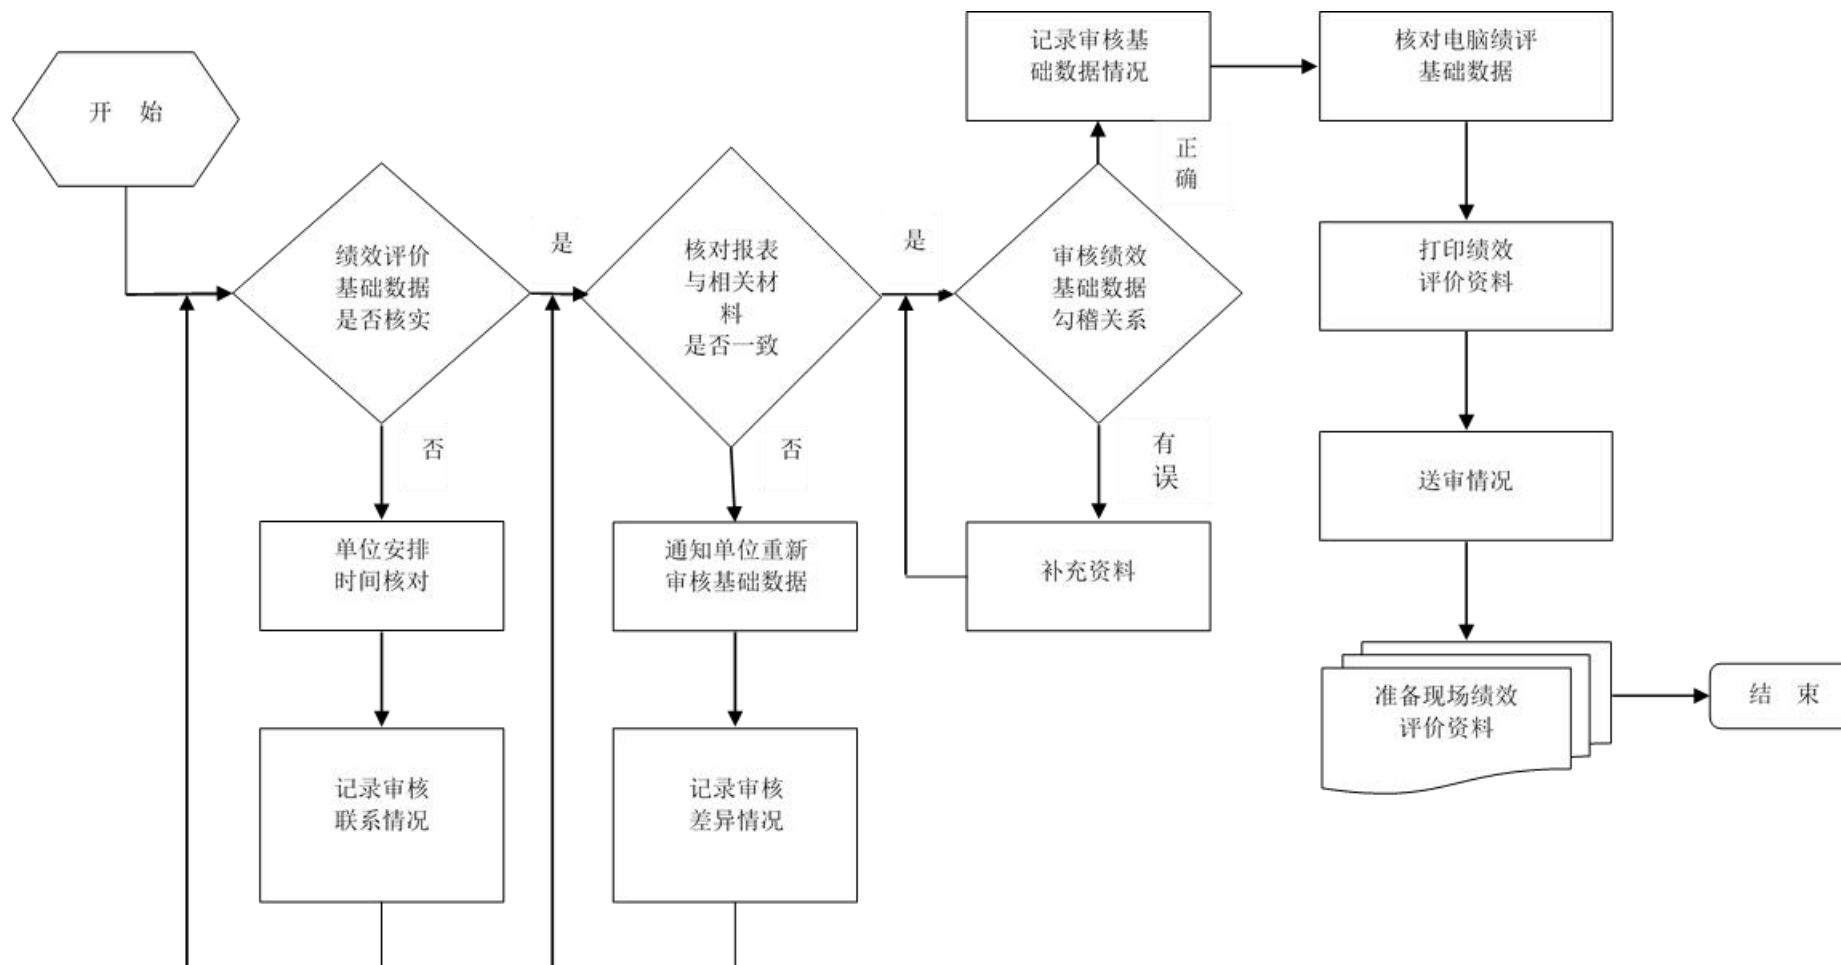 开 始
绩效评价
基础数据
是否核实
是
否
单位安排
时间核对
记录审核
联系情况
核对报表
与相关材
料
是否一致
是
否
通知单位重新
审核基础数据
记录审核
差异情况
审核绩效
基础数据
勾稽关系
正
确
有
误
补充资料
记录审核基
础数据情况
核对电脑绩评
基础数据
打印绩效
评价资料
送审情况
准备现场绩效
评价资料
结 束